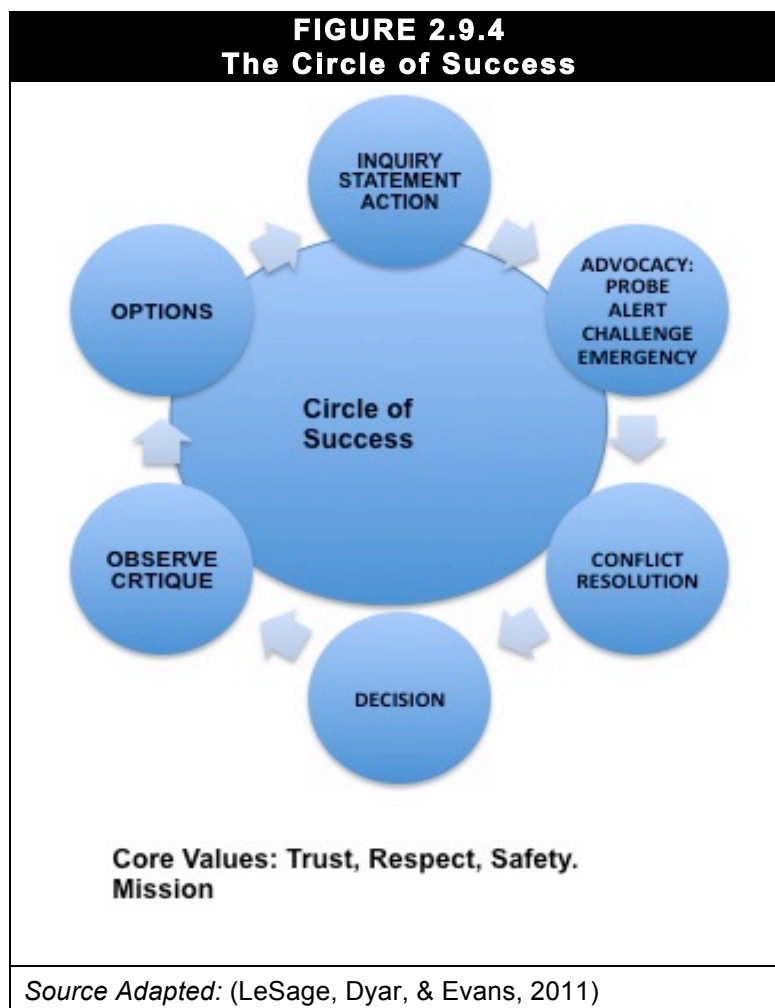 FIGURE 2.9.4
The Circle of Success
INQUIRY
STATEMENT
ACTION
ADVOCACY:
PROBE
ALERT
CHALLENGE
EMERGENCY
CONFLICT
RESOLUTION
DECISION
OBSERVE
CRTIQUE
OPTIONS
Circle of
Success
Core Values: Trust, Respect, Safety.
Mission
Source Adapted: (LeSage, Dyar, & Evans, 2011)